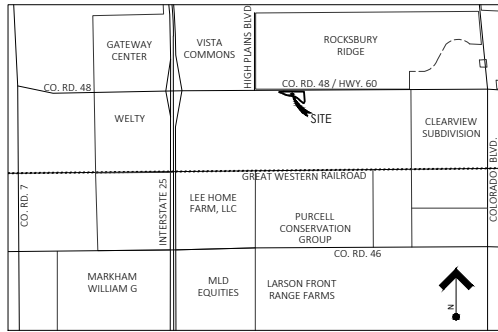 GATEWAY
CENTER
VISTA
COMMONS
HIGH PLAINS BLVD
ROCKSBURY
RIDGE
CO. RD. 48
CO. RD. 48 / HWY. 60
SITE
WELTY
CLEARVIEW
SUBDIVISION
COLORADO BLVD.
GREAT WESTERN RAILROAD
CO. RD. 7
INTERSTATE 25
LEE HOME
FARM, LLC
PURCELL
CONSERVATION
GROUP
CO. RD. 46
MARKHAM
WILLIAM G
MLD
EQUITIES
LARSON FRONT
RANGE FARMS
N